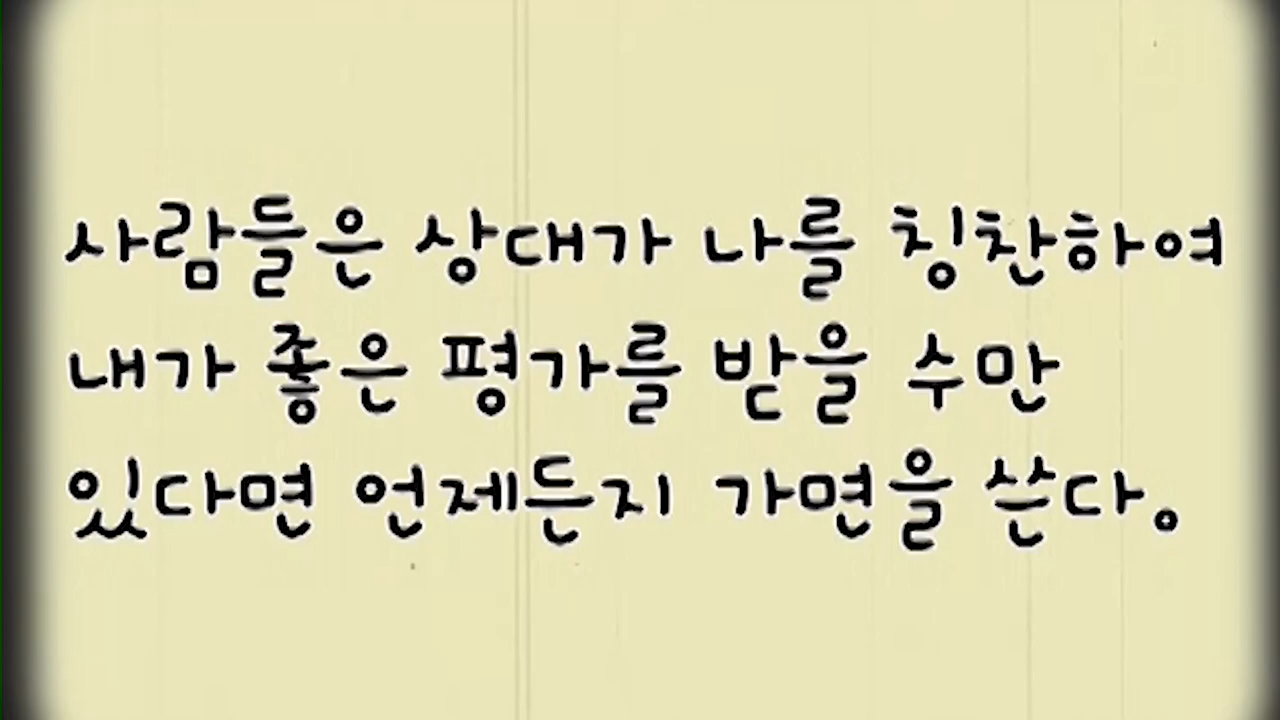 사람들은 상대가 나를 칭찬하여
내가 좋은 평가를 받을 수만
있다면 언제든지 가면을 쓴다。